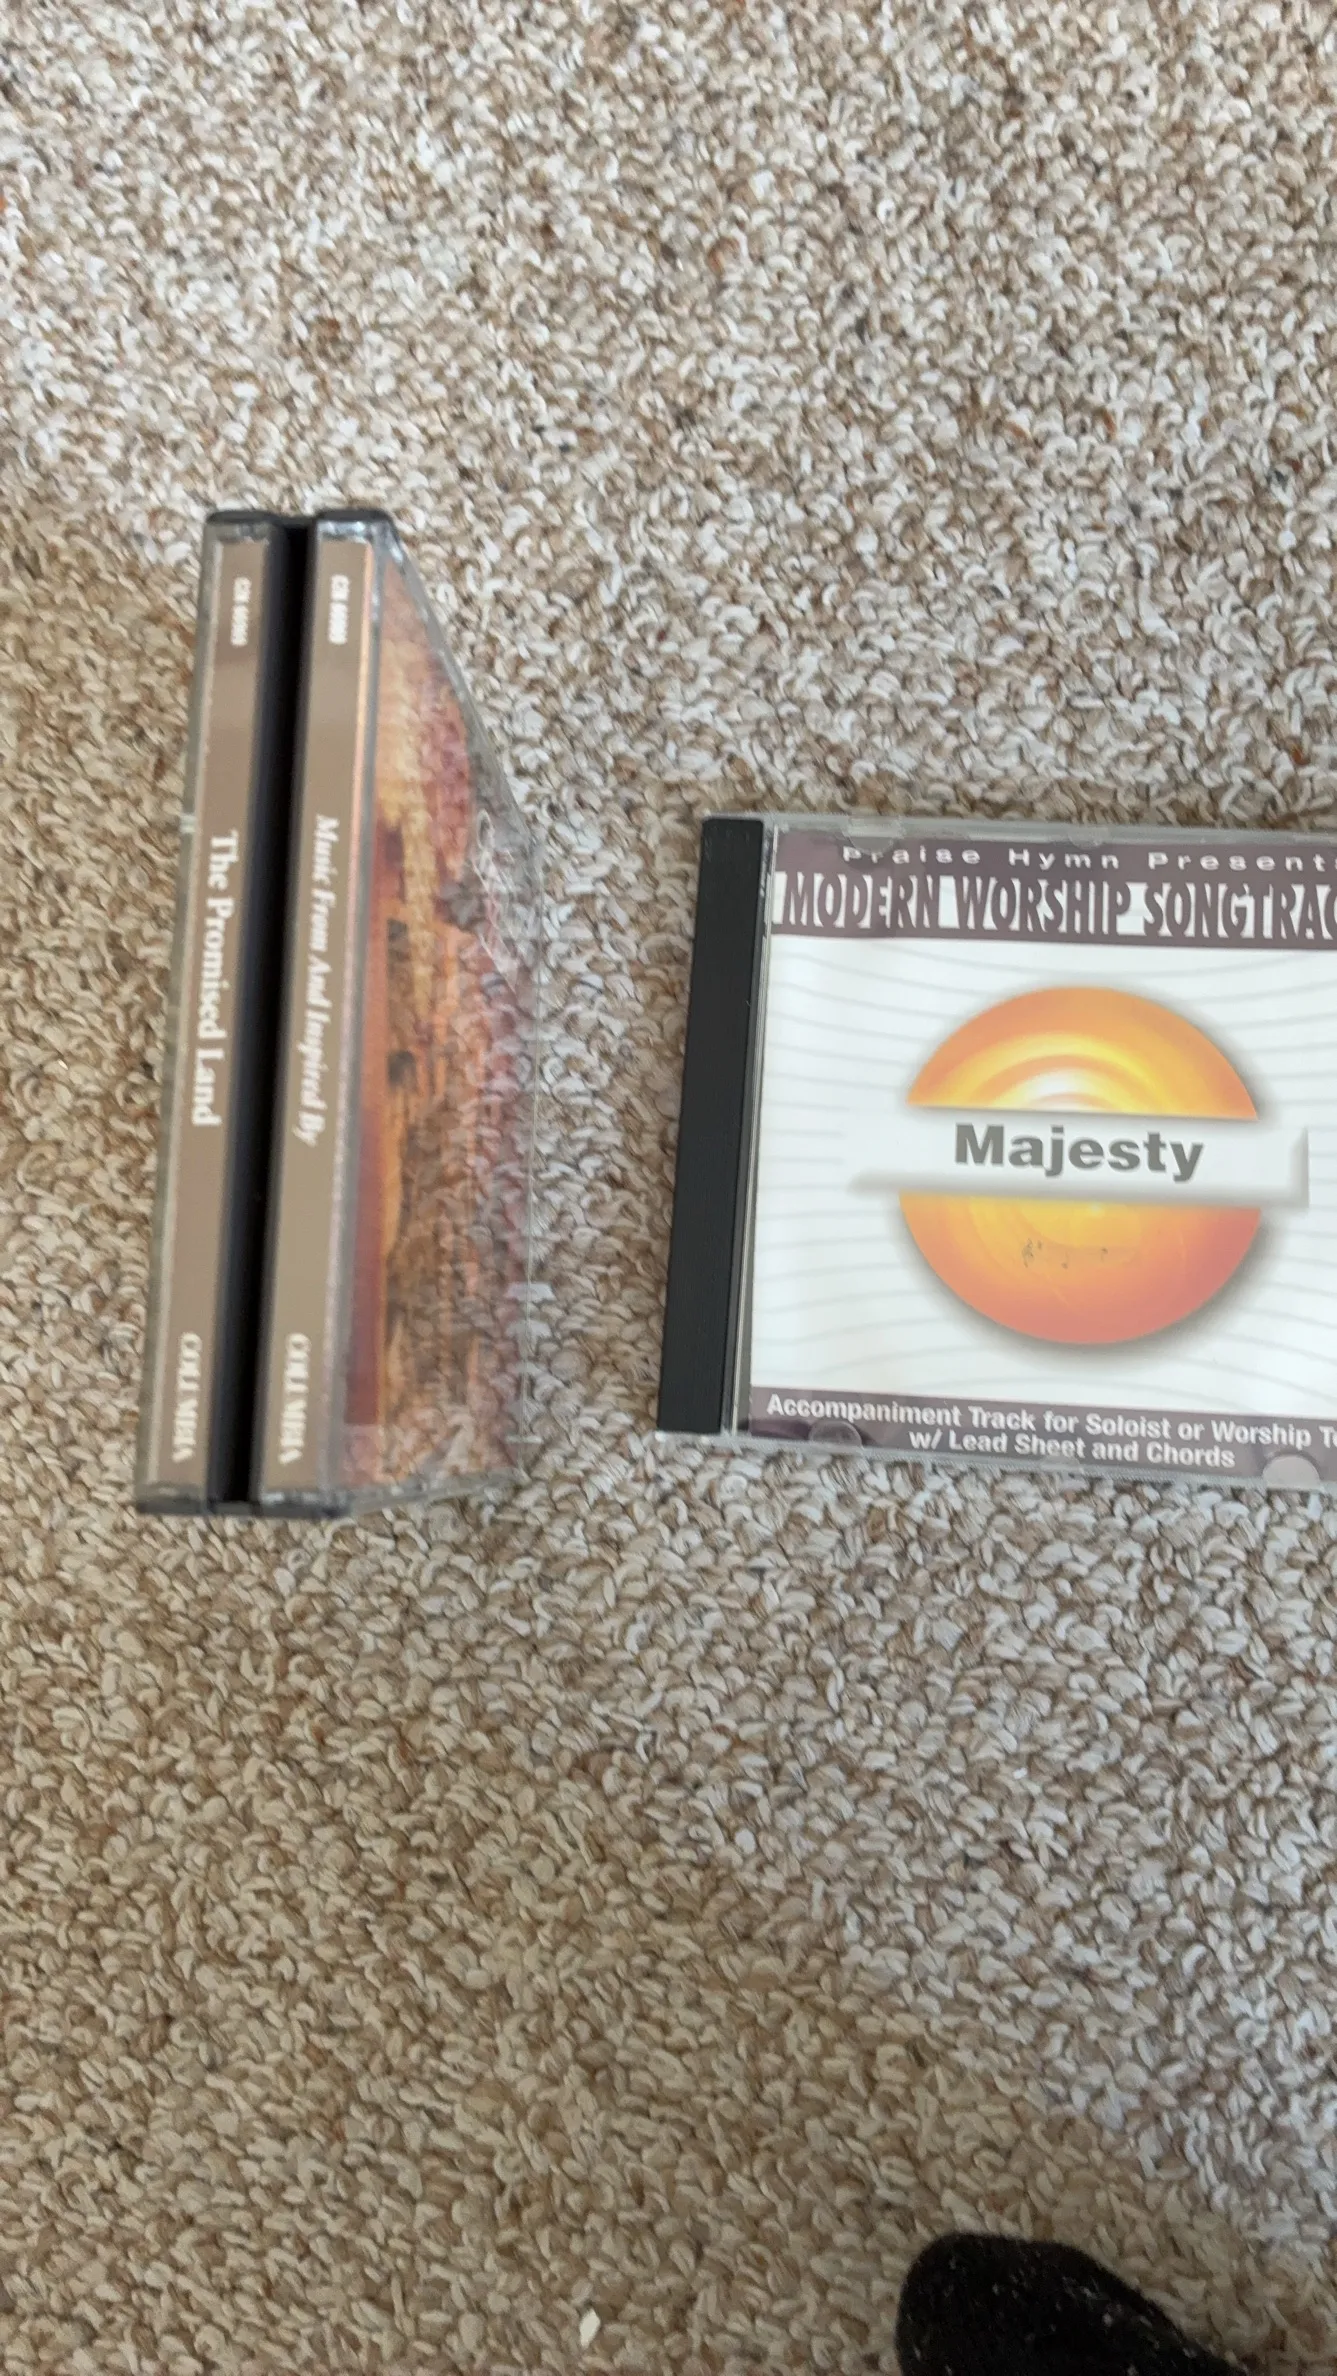 The Promised Land
COLUMBIA
Music From And Inspired By
COLUMBIA
Praise Hymn Presents
MODERN WORSHIP SONGTRAC
Majesty
Accompaniment Track for Soloist or Worship Te
w/ Lead Sheet and Chords